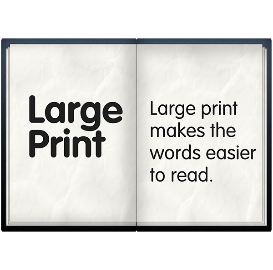 Large
Print
Large print
makes the
words easier
to read.